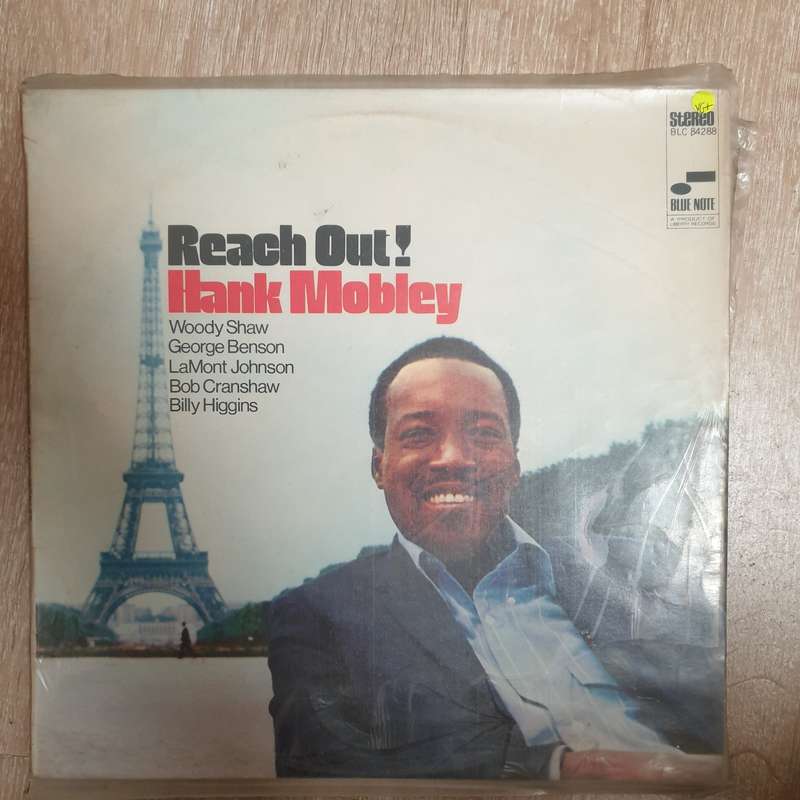 VG+
Stereo
BLC 84288
BLUE NOTE
A PRODUCT OF
LIBERTY RECORDS
Reach Out!
Hank Mobley
Woody Shaw
George Benson
LaMont Johnson
Bob Cranshaw
Billy Higgins